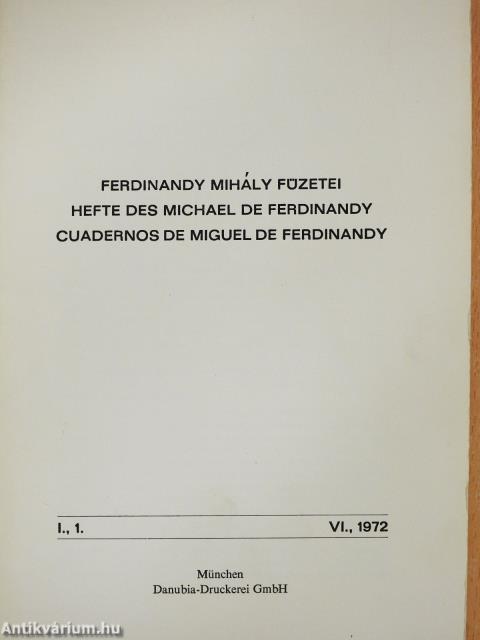 FERDINANDY MIHÁLY FÜZETEI
HEFTE DES MICHAEL DE FERDINANDY
CUADERNOS DE MIGUEL DE FERDINANDY
I., 1. VI., 1972
München
Danubia-Druckerei GmbH
Antikvárium.hu